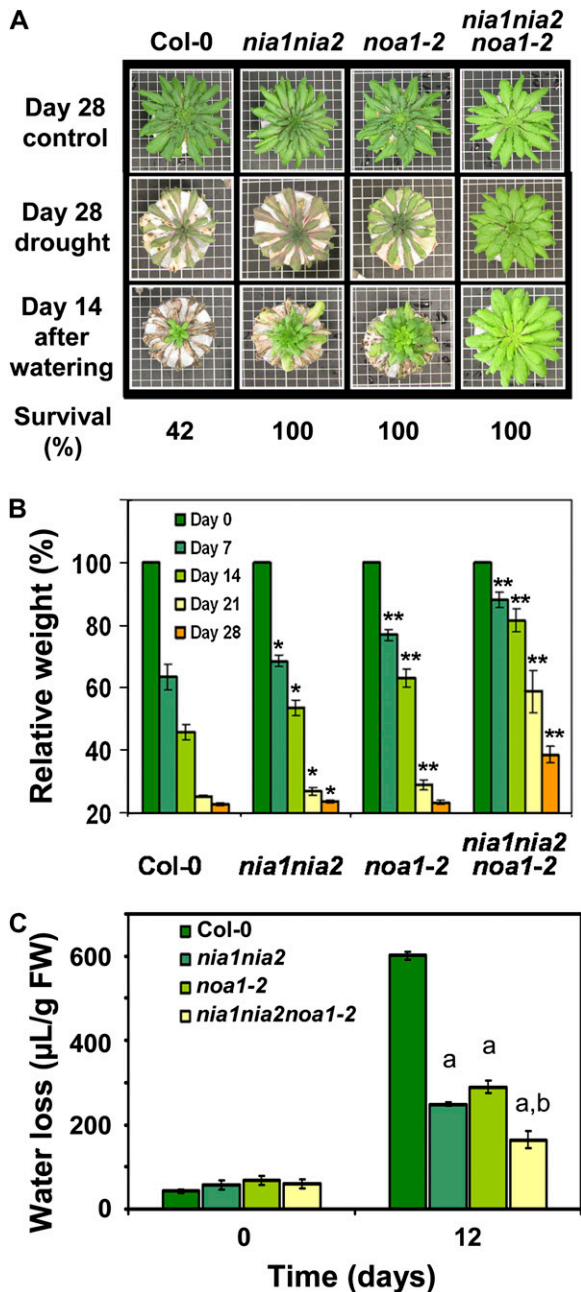 A
Col-0
nia1nia2
noa1-2
nia1nia2
noa1-2
Day 28
control
Day 28
drought
Day 14
after
watering
Survival
(%)
42
100
100
100
B
Relative weight (%)
100
80
60
40
20
Day 0
Day 7
Day 14
Day 21
Day 28
*
*
*
*
**
**
**
**
**
**
**
Col-0
nia1nia2
noa1-2
nia1nia2
noa1-2
C
Water loss (µL/g FW)
600
400
200
0
Col-0
nia1nia2
noa1-2
nia1nia2noa1-2
a
a
a,b
0
12
Time (days)